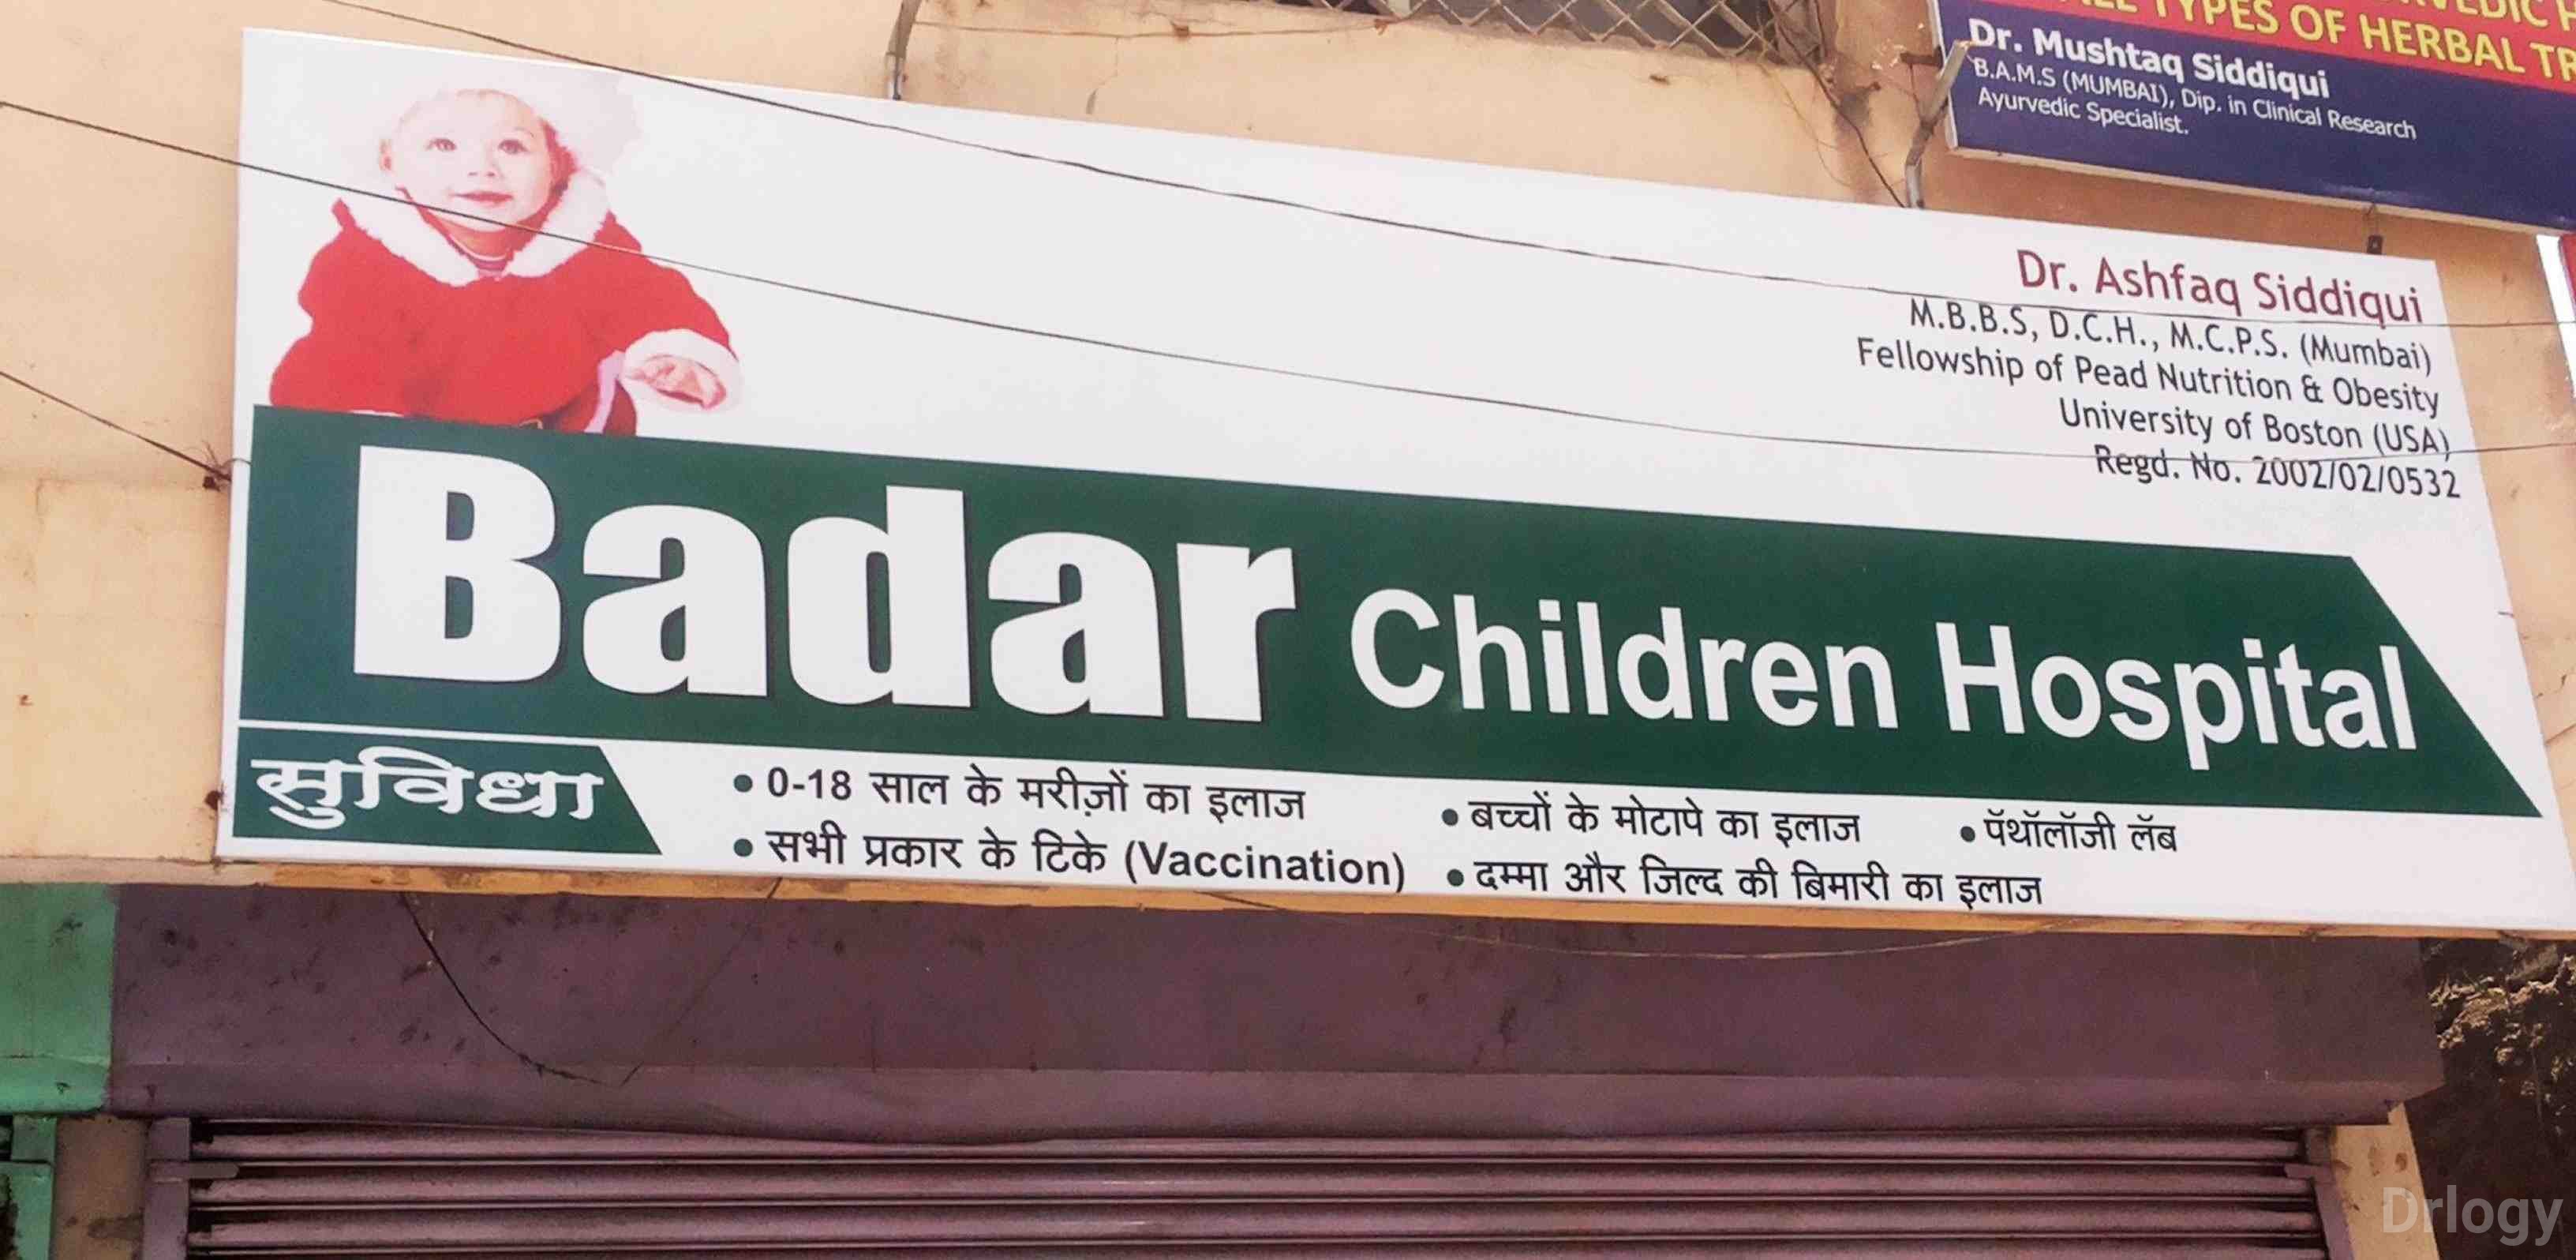 TYPES OF HERBAL
Dr. Mushtaq Siddiqui
B.A.M.S (MUMBAI), Dip. in Clinical Research
Ayurvedic Specialist.
Dr. Ashfaq Siddiqui
M.B.B.S, D.C.H., M.C.P.S. (Mumbai)
Fellowship of Pead Nutrition & Obesity
University of Boston (USA)
Regd. No. 2002/02/0532
Badar Children Hospital
सुविधा
• 0-18 साल के मरीज़ों का इलाज
• सभी प्रकार के टिके (Vaccination)
• बच्चों के मोटापे का इलाज
• दम्मा और जिल्द की बिमारी का इलाज
• पॅथॉलॉजी लॅब
Drlogy